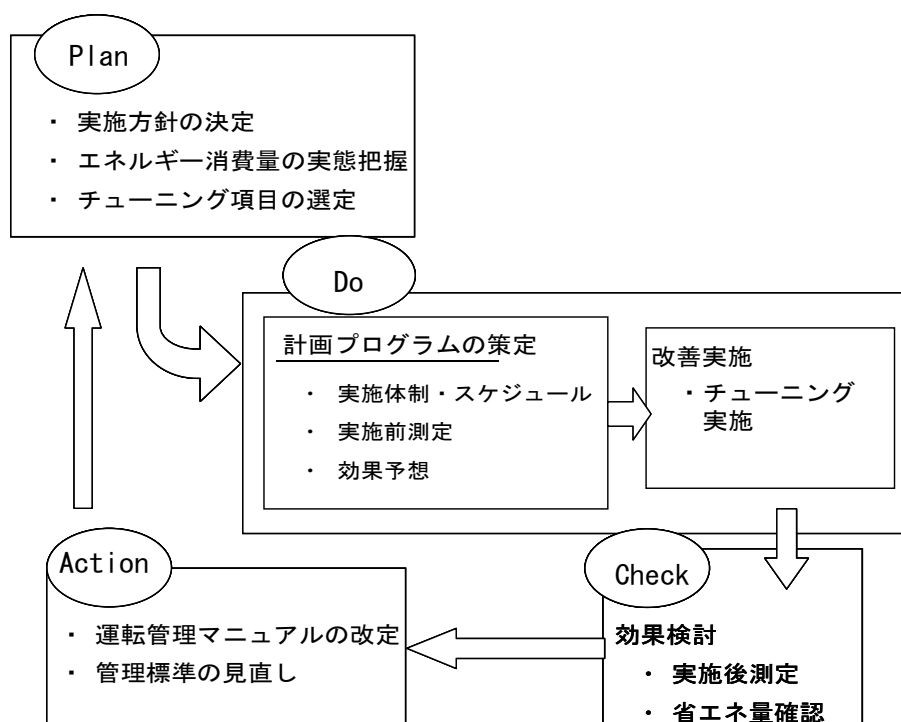 Plan
・ 実施方針の決定
・ エネルギー消費量の実態把握
・ チューニング項目の選定
Do
計画プログラムの策定
・ 実施体制・スケジュール
・ 実施前測定
・ 効果予想
改善実施
・チューニング
実施
Action
・ 運転管理マニュアルの改定
・ 管理標準の見直し
Check
効果検討
・ 実施後測定
・ 省エネ量確認